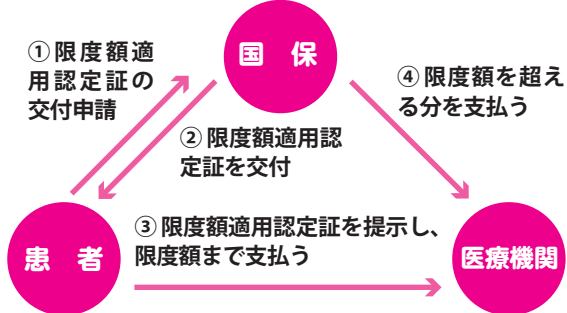 ①限度額適
用認定証の
交付申請
国 保
④限度額を超え
る分を支払う
②限度額適用認
定証を交付
③限度額適用認定証を提示し、
限度額まで支払う
患 者
医療機関